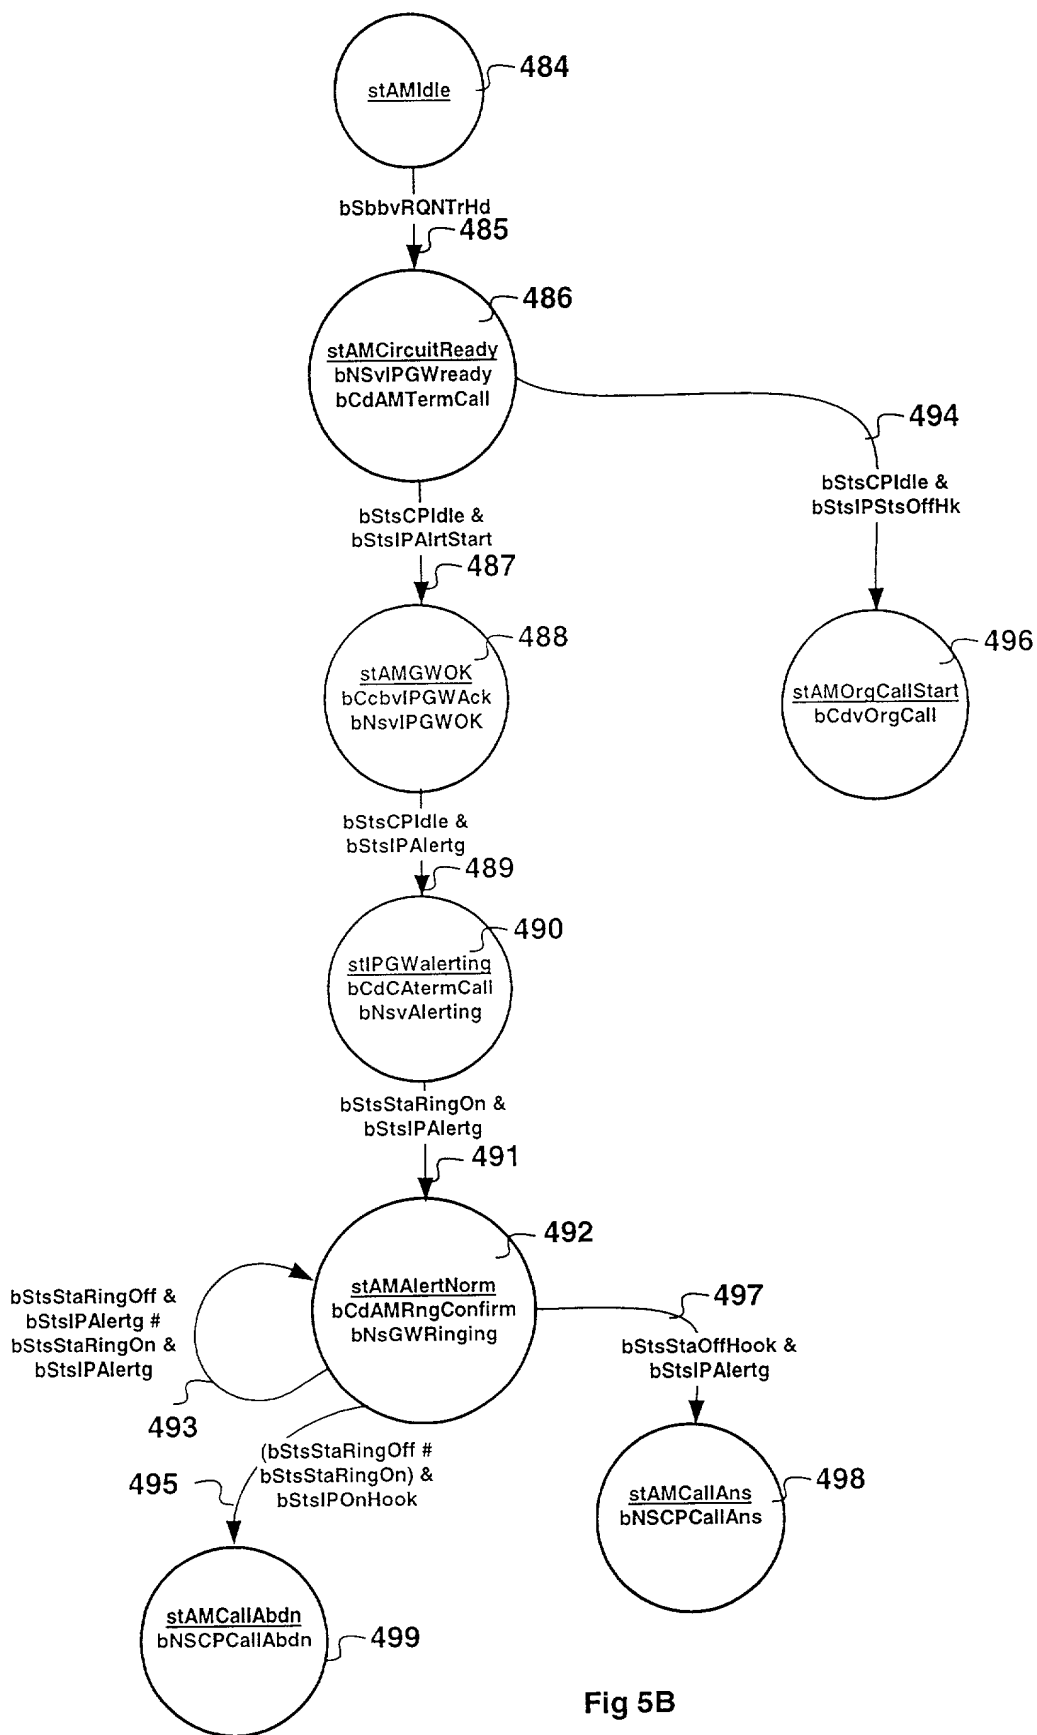 stAMIdle
484
bSbbvRQNTrHd
485
486
stAMCircuitReady
bNSvIPGWready
bCdAMTermCall
494
bStsCPIdle &
bStsIPStsOffHk
bStsCPIdle &
bStsIPAlrtStart
487
488
stAMGWOK
bCcbvIPGWAck
bNsvIPGWOK
496
stAMOrgCallStart
bCdvOrgCall
bStsCPIdle &
bStsIPAlertg
489
490
stIPGWalerting
bCdCAtermCall
bNsvAlerting
bStsStaRingOn &
bStsIPAlertg
491
492
stAMAlertNorm
bCdAMRngConfirm
bNsGWRinging
bStsStaRingOff &
bStsIPAlertg #
bStsStaRingOn &
bStsIPAlertg
493
497
bStsStaOffHook &
bStsIPAlertg
(bStsStaRingOff #
bStsStaRingOn) &
bStsIPOnHook
495
stAMCallAns
bNSCPCallAns
498
stAMCallAbdn
bNSCPCallAbdn
499
Fig 5B